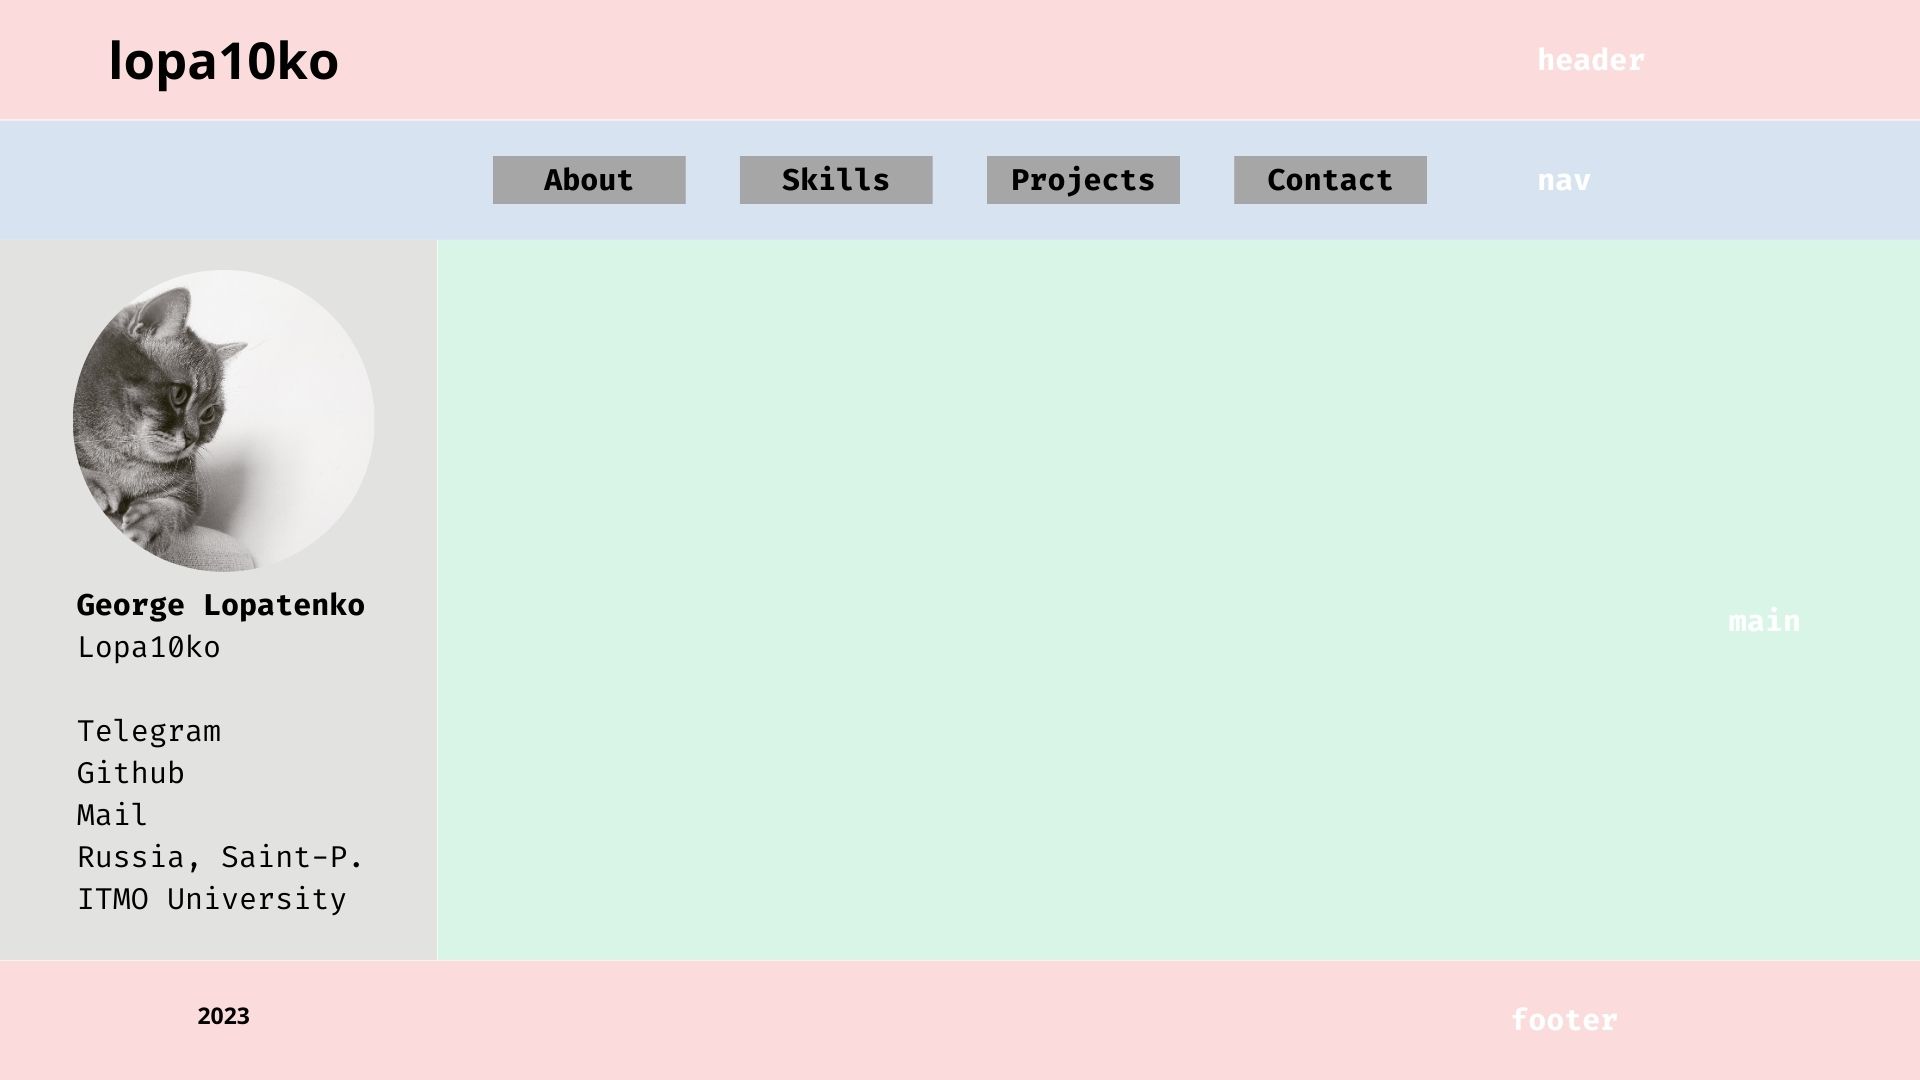 lopa10ko
header
About
Skills
Projects
Contact
nav
George Lopatenko
Lopa10ko
Telegram
Github
Mail
Russia, Saint-P.
ITMO University
main
2023
footer